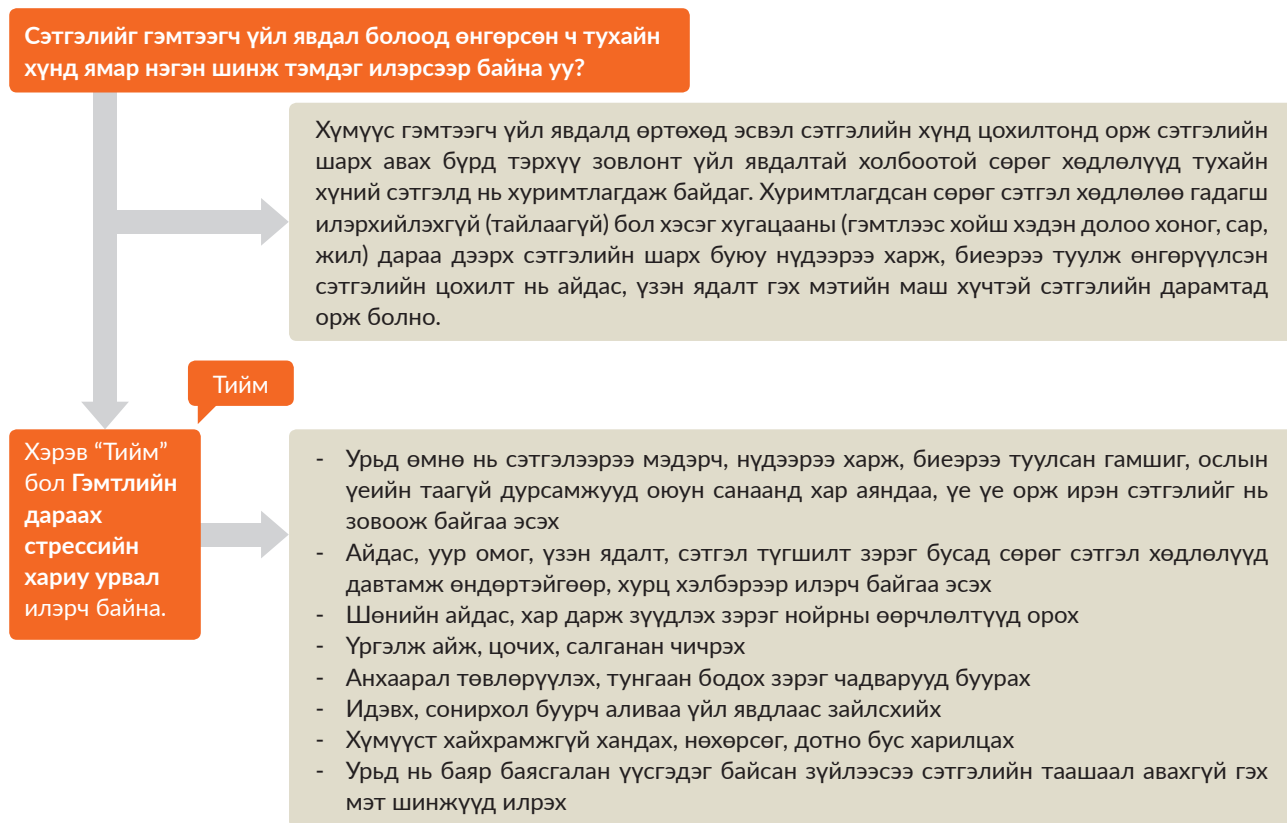 Сэтгэлийг гэмтээгч үйл явдал болоод өнгөрсөн ч тухайн
хүнд ямар нэгэн шинж тэмдэг илэрсээр байна уу?
Хүмүүс гэмтээгч үйл явдалд өртөхөд эсвэл сэтгэлийн хүнд цохилтонд орж сэтгэлийн
шарх авах бүрд тэрхүү зовлонт үйл явдалтай холбоотой сөрөг хөдлөлүүд тухайн
хүний сэтгэлд нь хуримтлагдаж байдаг. Хуримтлагдсан сөрөг сэтгэл хөдлөлөө гадагш
илэрхийлэхгүй (тайлаагүй) бол хэсэг хугацааны (гэмтлээс хойш хэдэн долоо хоног, сар,
жил) дараа дээрх сэтгэлийн шарх буюу нүдээрээ харж, биеэрээ туулж өнгөрүүлсэн
сэтгэлийн цохилт нь айдас, үзэн ядалт гэх мэтийн маш хүчтэй сэтгэлийн дарамтад
орж болно.
Тийм
Хэрэв “Тийм”
бол Гэмтлийн
дараах
стрессийн
хариу урвал
илэрч байна.
- Урьд өмнө нь сэтгэлээрээ мэдэрч, нүдээрээ харж, биеэрээ туулсан гамшиг, ослын
үеийн таагүй дурсамжууд оюун санаанд хар аяндаа, үе үе орж ирэн сэтгэлийг нь
зовоож байгаа эсэх
- Айдас, уур омог, үзэн ядалт, сэтгэл түгшилт зэрэг бусад сөрөг сэтгэл хөдлөлүүд
давтамж өндөртэйгөөр, хурц хэлбэрээр илэрч байгаа эсэх
- Шөнийн айдас, хар дарж зүүдлэх зэрэг нойрны өөрчлөлтүүд орох
- Үргэлж айж, цочих, салганан чичрэх
- Анхаарал төвлөрүүлэх, тунгаан бодох зэрэг чадварууд буурах
- Идэвх, сонирхол буурч аливаа үйл явдлаас зайлсхийх
- Хүмүүст хайхрамжгүй хандах, нөхөрсөг, дотно бус харилцах
- Урьд нь баяр баясгалан үүсгэдэг байсан зүйлээсээ сэтгэлийн таашаал авахгүй гэх
мэт шинжүүд илрэх